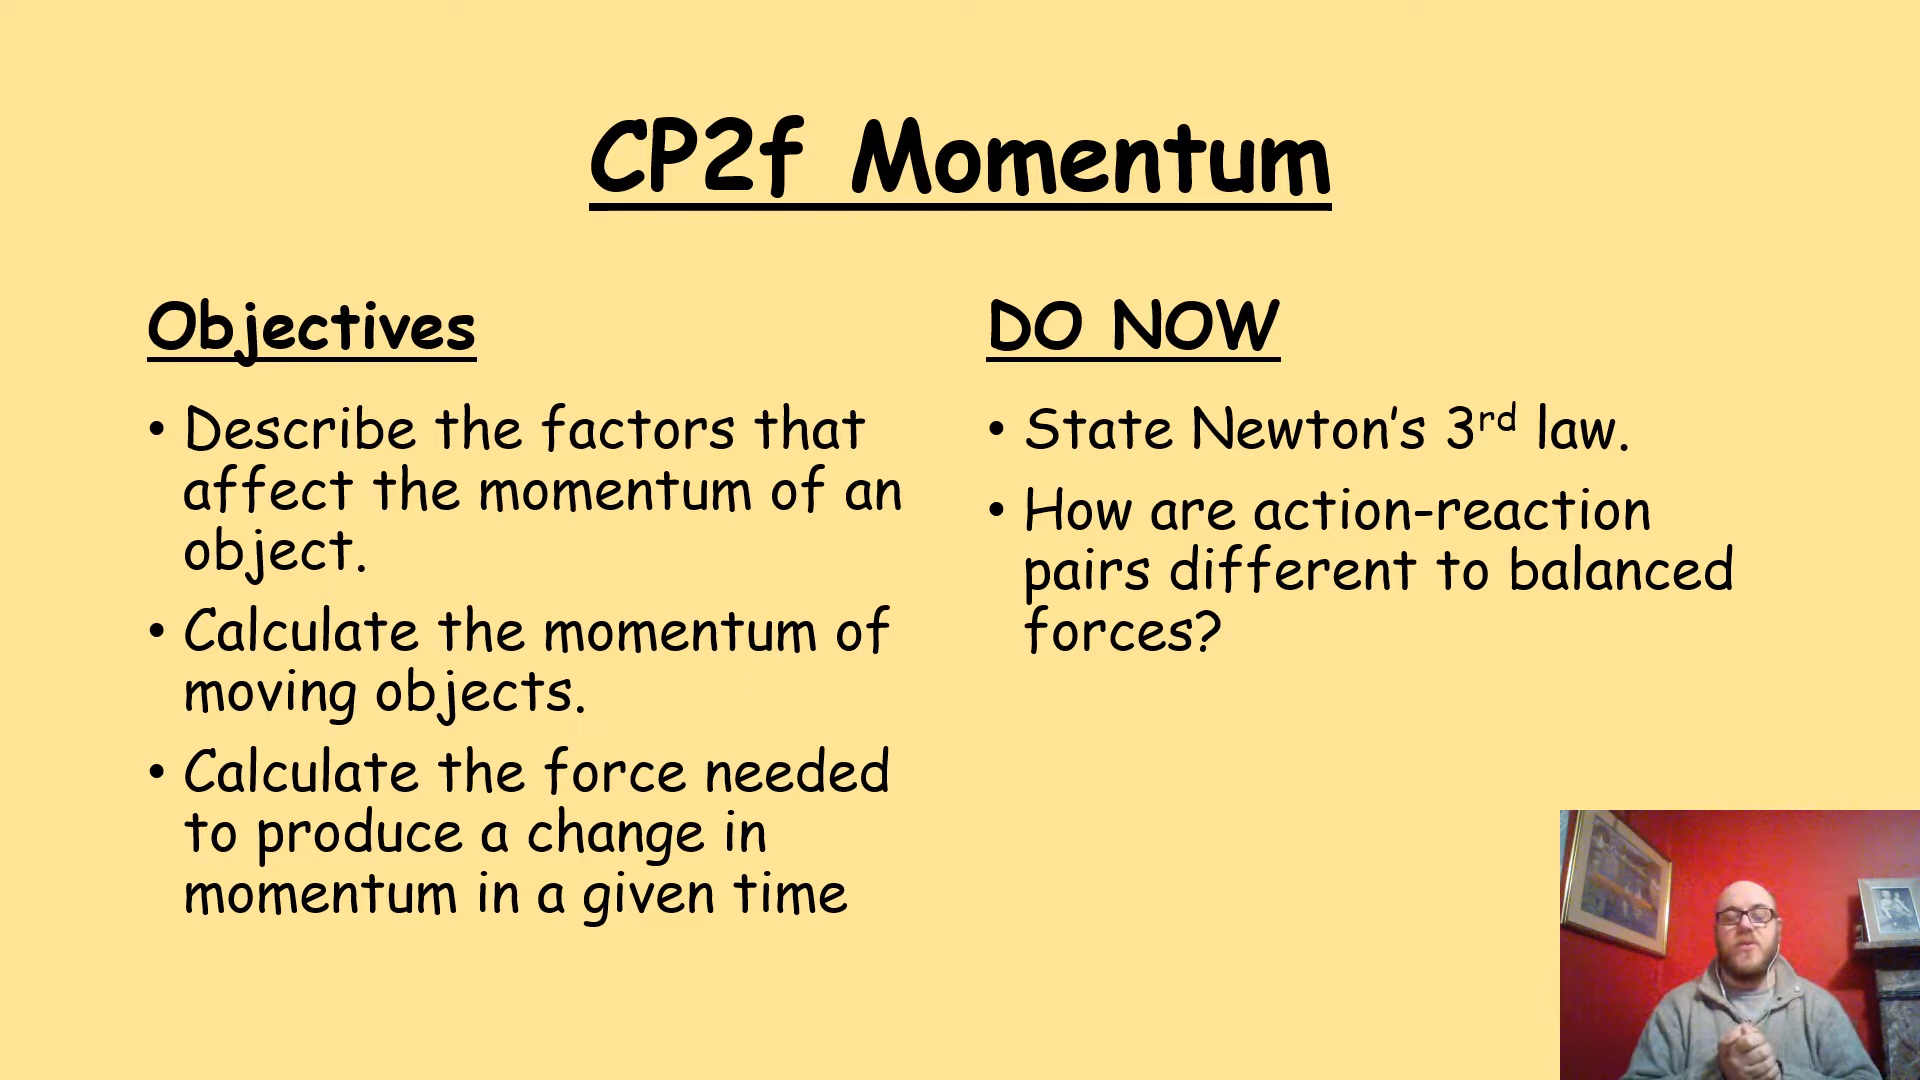 CP2f Momentum
Objectives
• Describe the factors that
affect the momentum of an
object.
• Calculate the momentum of
moving objects.
• Calculate the force needed
to produce a change in
momentum in a given time
DO NOW
• State Newton’s 3rd law.
• How are action-reaction
pairs different to balanced
forces?